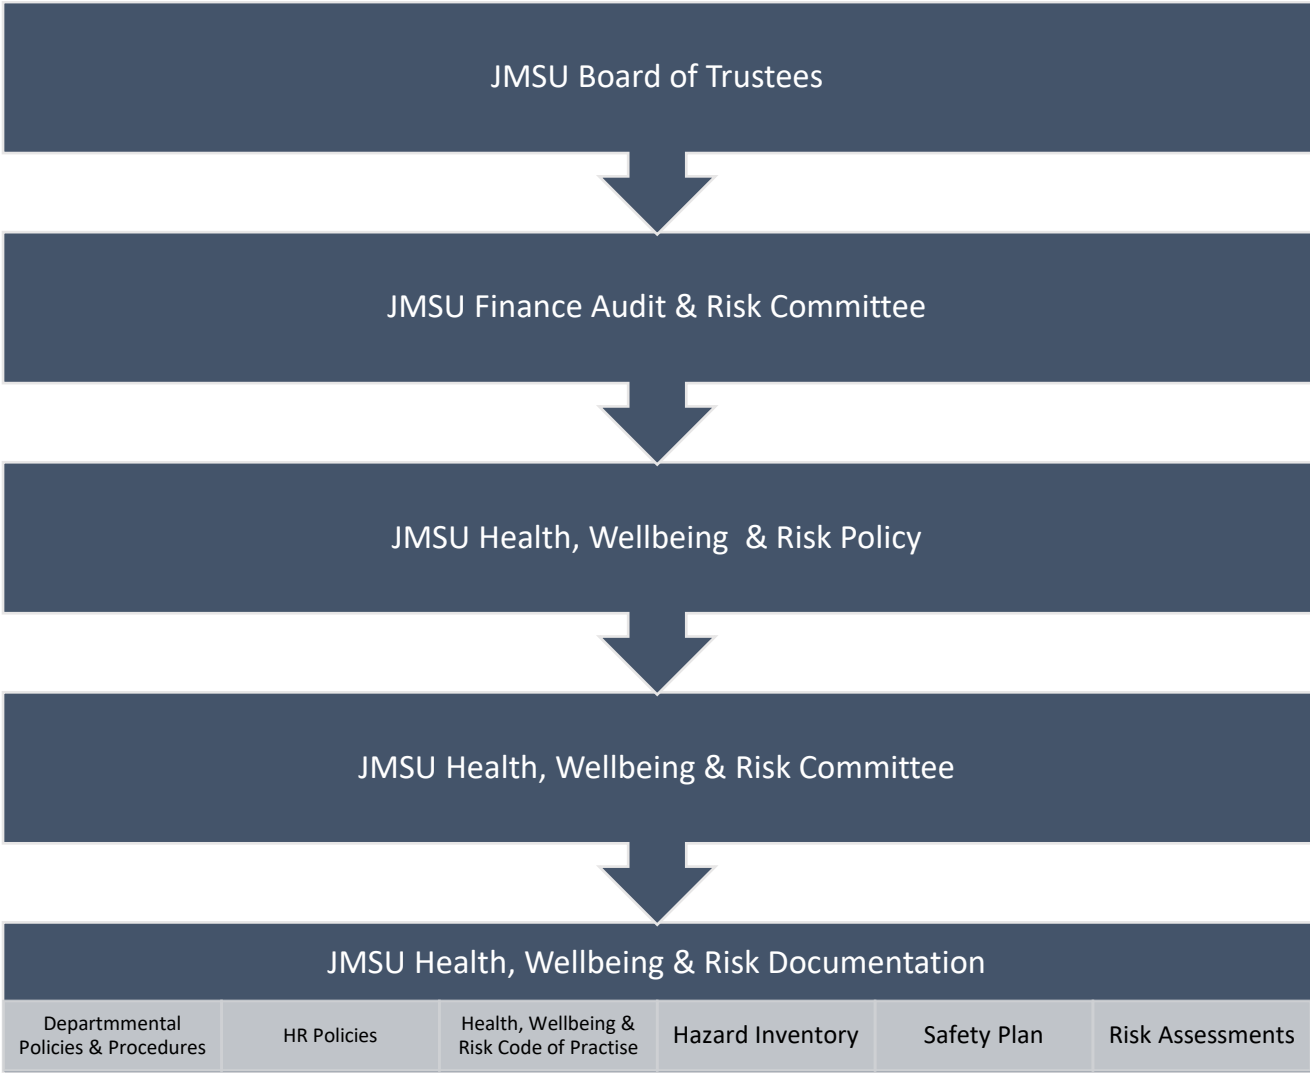 JMSU Board of Trustees
JMSU Finance Audit & Risk Committee
JMSU Health, Wellbeing  & Risk Policy
JMSU Health, Wellbeing & Risk Committee
JMSU Health, Wellbeing & Risk Documentation
Departmmental
Policies & Procedures
HR Policies
Health, Wellbeing &
Risk Code of Practise
Hazard Inventory
Safety Plan
Risk Assessments